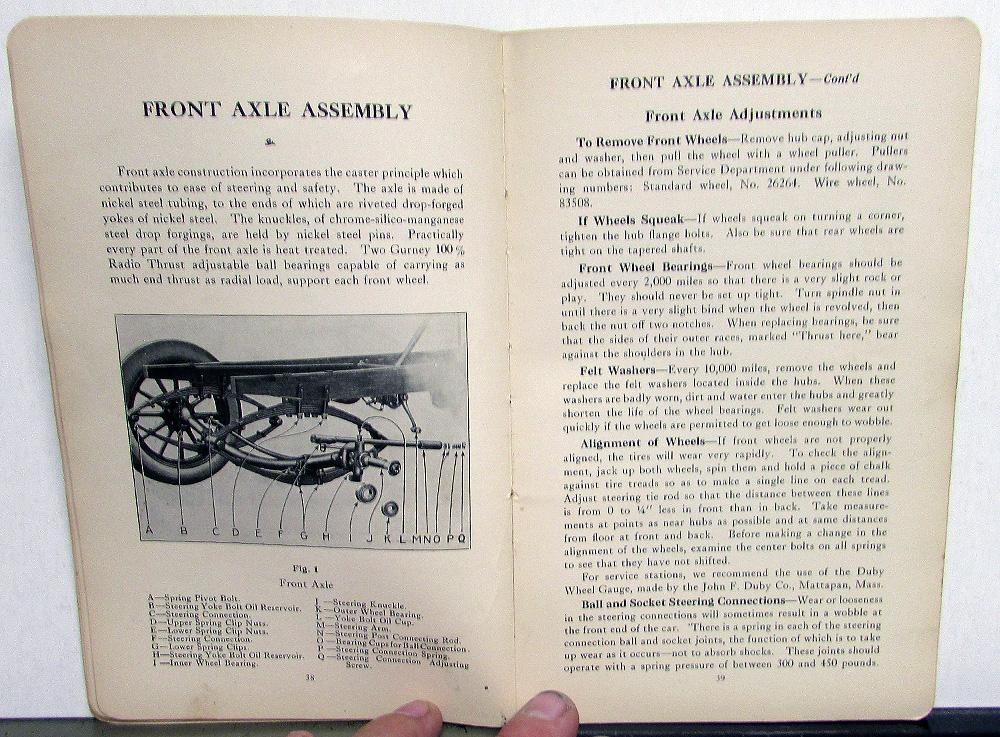 FRONT AXLE ASSEMBLY
Front axle construction incorporates the caster principle which
contributes to ease of steering and safety. The axle is made of
nickel steel tubing, to the ends of which are riveted drop-forged
yokes of nickel steel. The knuckles, of chrome-silico-manganese
steel drop forgings, are held by nickel steel pins. Practically
every part of the front axle is heat treated. Two Gurney 100%
Radio Thrust adjustable ball bearings capable of carrying as
much end thrust as radial load, support each front wheel.
A B C D E F G H I J K L M N O P Q
Fig. 1
Front Axle
A—Spring Pivot Bolt.
B—Steering Yoke Bolt Oil Reservoir.
C—Steering Connection.
D—Upper Spring Clip Nuts.
E—Lower Spring Clip Nuts.
F—Steering Connection.
G—Lower Spring Clips.
H—Steering Yoke Bolt Oil Reservoir.
I—Inner Wheel Bearing.
J—Steering Knuckle.
K—Outer Wheel Bearing.
L—Yoke Bolt Oil Cup.
M—Steering Arm.
N—Steering Post Connecting Rod.
O—Bearing Cups for Ball Connection.
P—Steering Connection Spring.
Q—Steering Connection Adjusting
Screw.
38
FRONT AXLE ASSEMBLY—Cont'd
Front Axle Adjustments
To Remove Front Wheels—Remove hub cap, adjusting nut
and washer, then pull the wheel with a wheel puller. Pullers
can be obtained from Service Department under following draw-
ing numbers: Standard wheel, No. 26264. Wire wheel, No.
83508.
If Wheels Squeak—If wheels squeak on turning a corner,
tighten the hub flange bolts. Also be sure that rear wheels are
tight on the tapered shafts.
Front Wheel Bearings—Front wheel bearings should be
adjusted every 2,000 miles so that there is a very slight rock or
play. They should never be set up tight. Turn spindle nut in
until there is a very slight bind when the wheel is revolved, then
back the nut off two notches. When replacing bearings, be sure
that the sides of their outer races, marked "Thrust here," bear
against the shoulders in the hub.
Felt Washers—Every 10,000 miles, remove the wheels and
replace the felt washers located inside the hubs. When these
washers are badly worn, dirt and water enter the hubs and greatly
shorten the life of the wheel bearings. Felt washers wear out
quickly if the wheels are permitted to get loose enough to wobble.
Alignment of Wheels—If front wheels are not properly
aligned, the tires will wear very rapidly. To check the align-
ment, jack up both wheels, spin them and hold a piece of chalk
against tire treads so as to make a single line on each tread.
Adjust steering tie rod so that the distance between these lines
is from 0 to ¼" less in front than in back. Take measure-
ments at points as near hubs as possible and at same distances
from floor at front and back. Before making a change in the
alignment of the wheels, examine the center bolts on all springs
to see that they have not shifted.
For service stations, we recommend the use of the Duby
Wheel Gauge, made by the John F. Duby Co., Mattapan, Mass.
Ball and Socket Steering Connections—Wear or looseness
in the steering connections will sometimes result in a wobble at
the front end of the car. There is a spring in each of the steering
connection ball and socket joints, the function of which is to take
up wear as it occurs—not to absorb shocks. These joints should
operate with a spring pressure of between 300 and 450 pounds.
39